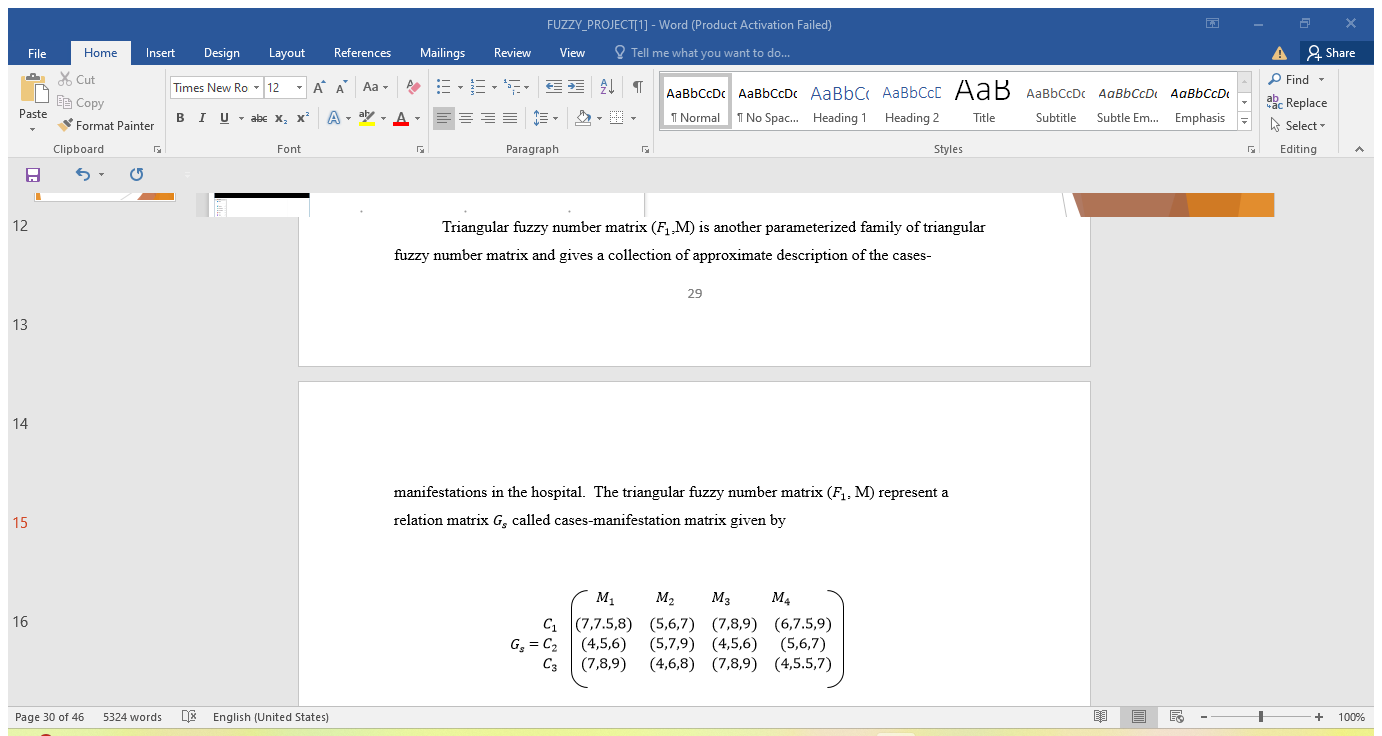 FUZZY_PROJECT[1] - Word (Product Activation Failed)
File Home Insert Design Layout References Mailings Review View Tell me what you want to do... Share
Paste
Cut
Copy
Format Painter
Clipboard
Times New Ro 12 Aa
B I U abc x₂ x² A ab A
Font
Paragraph
AaBbCcDc AaBbCcDc AaBbCc AaBbCcD AaB AaBbCcDc AaBbCcDc AaBbCcDc
¶ Normal ¶ No Spac... Heading 1 Heading 2 Title Subtitle Subtle Em... Emphasis
Styles
Find
Replace
Select
Editing
12
13
14
15
16
Triangular fuzzy number matrix (F₁,M) is another parameterized family of triangular
fuzzy number matrix and gives a collection of approximate description of the cases-
29
manifestations in the hospital. The triangular fuzzy number matrix (F₁, M) represent a
relation matrix Gₛ called cases-manifestation matrix given by
M₁ M₂ M₃ M₄
C₁ (7,7.5,8) (5,6,7) (7,8,9) (6,7.5,9)
Gₛ = C₂ (4,5,6) (5,7,9) (4,5,6) (5,6,7)
C₃ (7,8,9) (4,6,8) (7,8,9) (4,5.5,7)
Page 30 of 46 5324 words English (United States) 100%